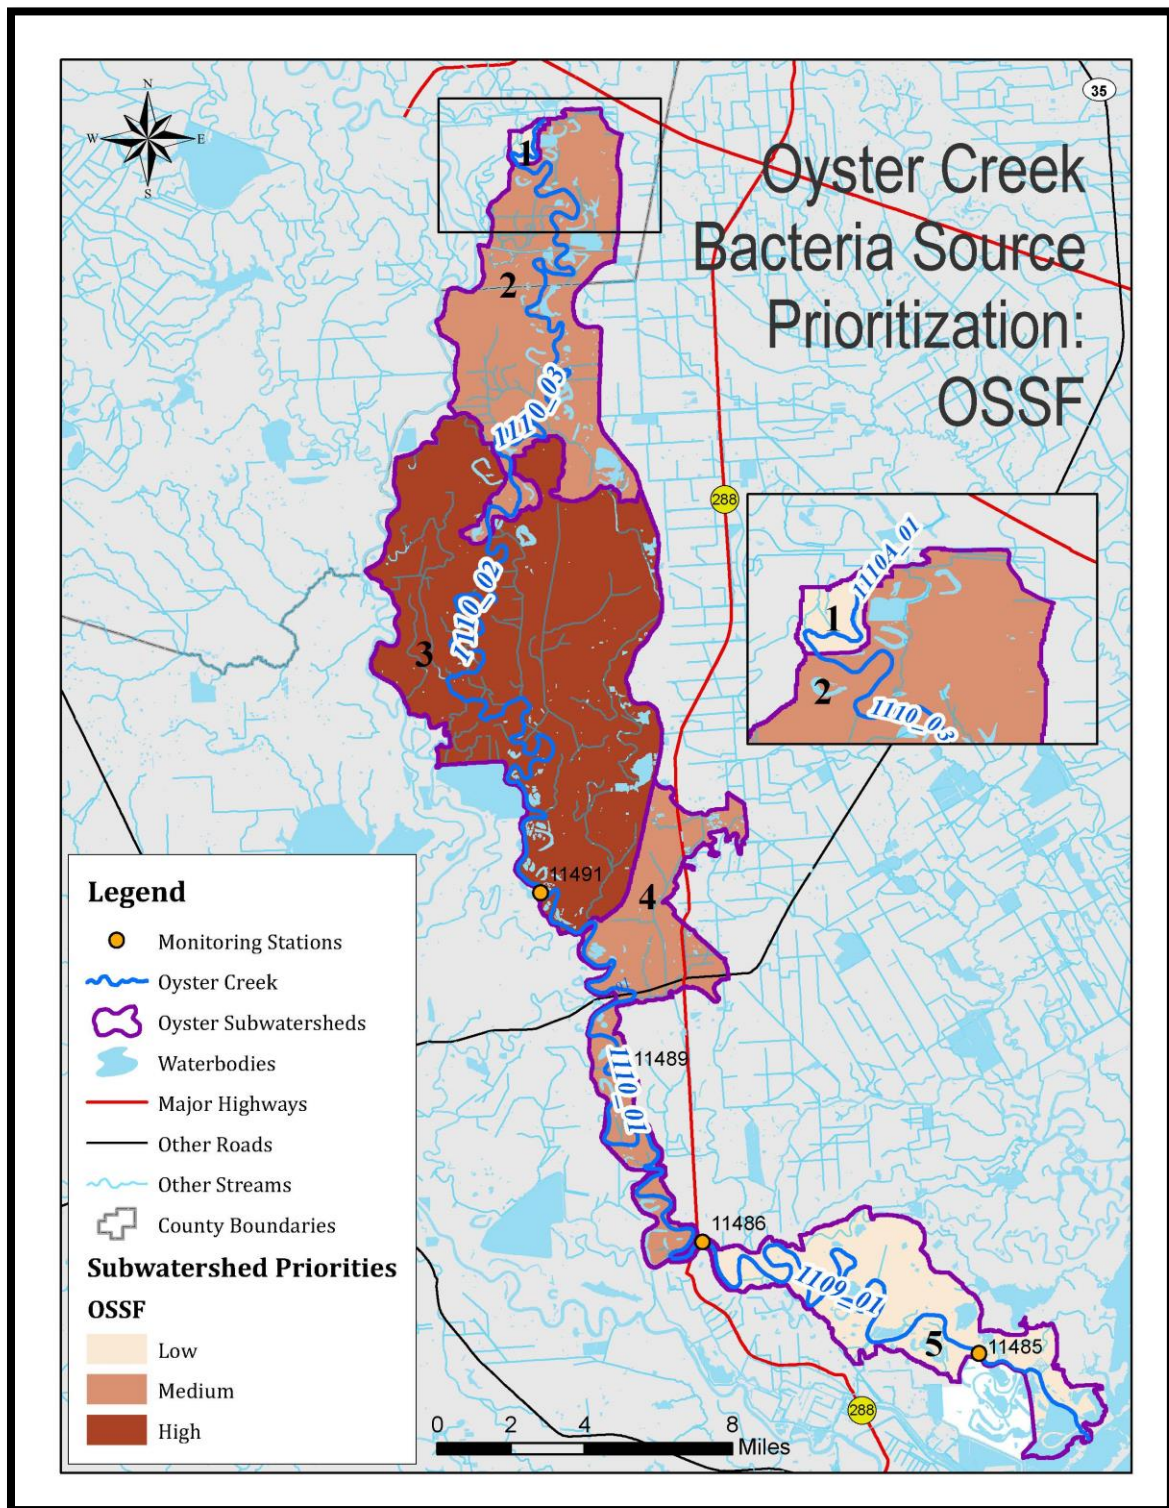 N
W
E
S
35
Oyster Creek
Bacteria Source
Prioritization:
OSSF
1
2
1110_03
288
1110A_01
1
2
1110_03
1110_02
3
11491
4
1110_01
11489
11486
1109_01
5
11485
288
Legend
Monitoring Stations
Oyster Creek
Oyster Subwatersheds
Waterbodies
Major Highways
Other Roads
Other Streams
County Boundaries
Subwatershed Priorities
OSSF
Low
Medium
High
0 2 4 8
Miles